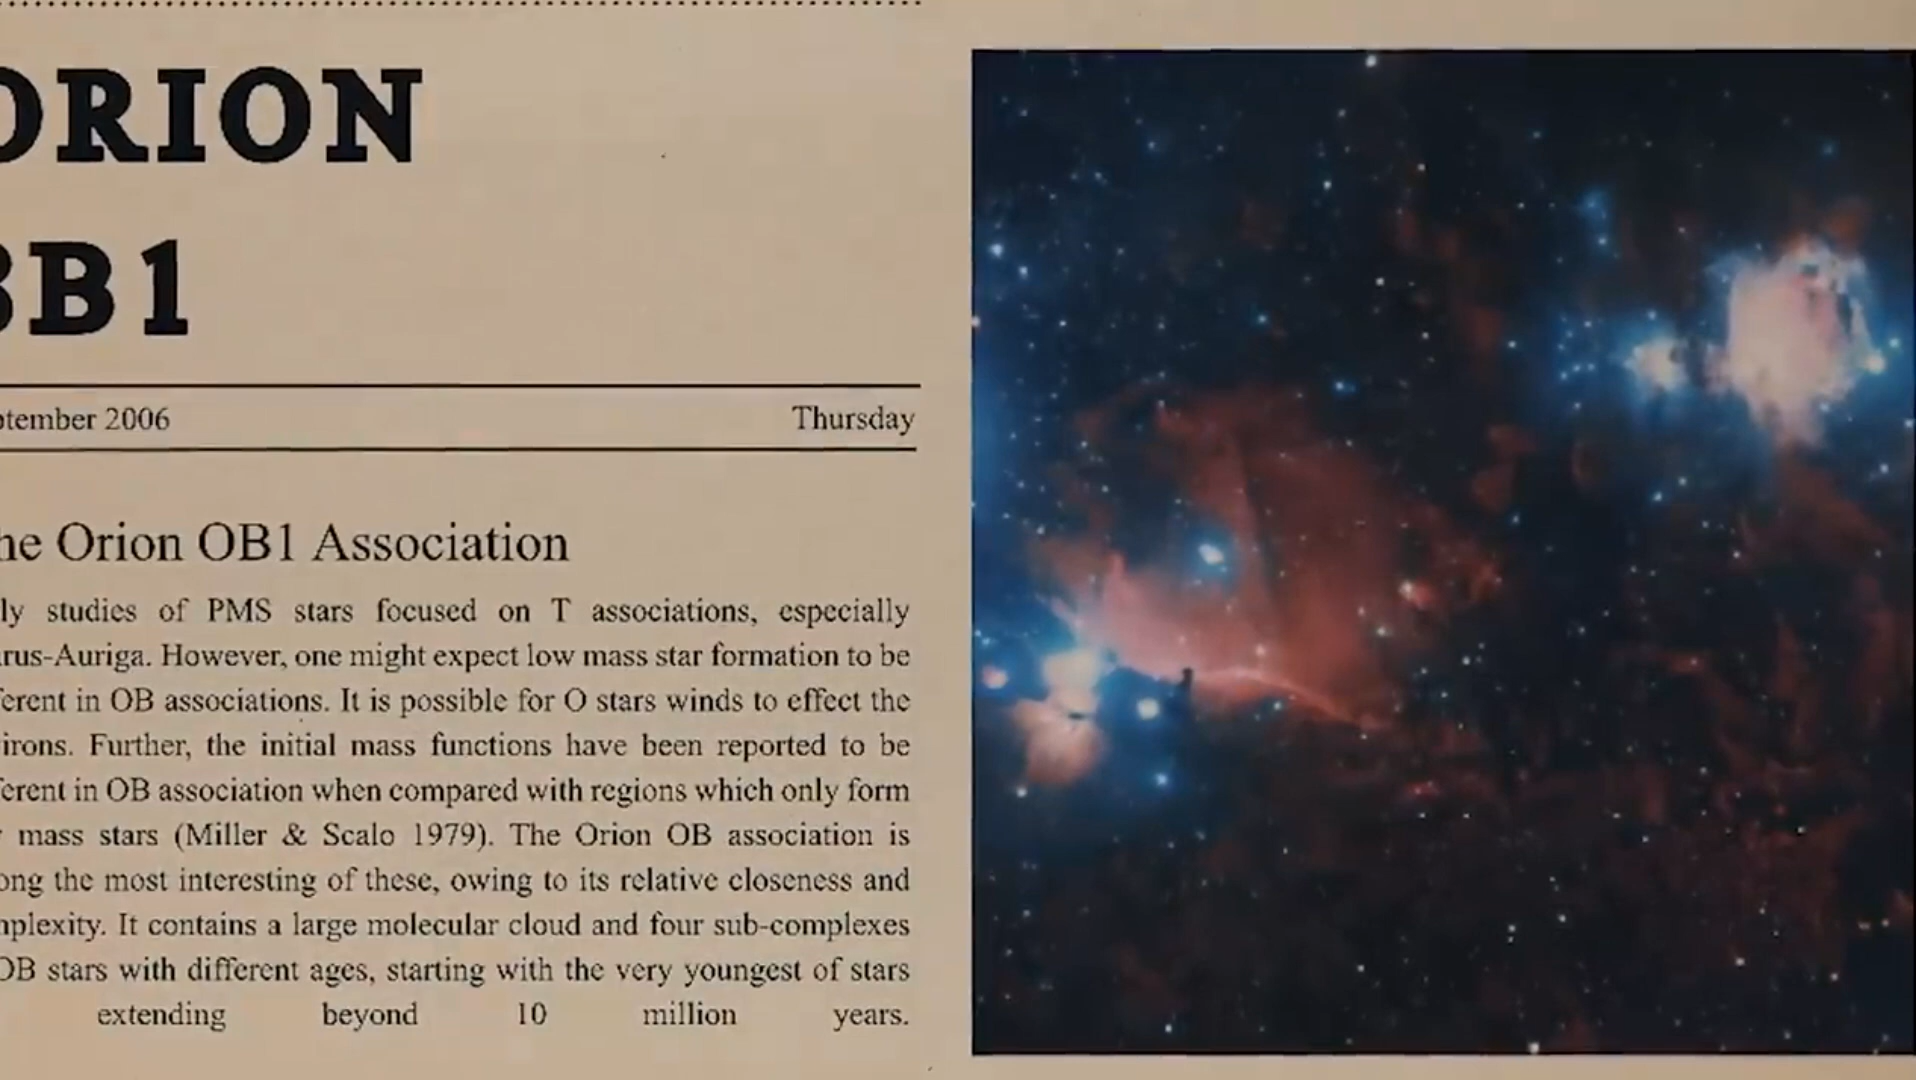 ORION
BB1
ptember 2006 Thursday
he Orion OB1 Association
ly studies of PMS stars focused on T associations, especially
rus-Auriga. However, one might expect low mass star formation to be
ferent in OB associations. It is possible for O stars winds to effect the
irons. Further, the initial mass functions have been reported to be
ferent in OB association when compared with regions which only form
mass stars (Miller & Scalo 1979). The Orion OB association is
ong the most interesting of these, owing to its relative closeness and
nplexity. It contains a large molecular cloud and four sub-complexes
OB stars with different ages, starting with the very youngest of stars
extending beyond 10 million years.